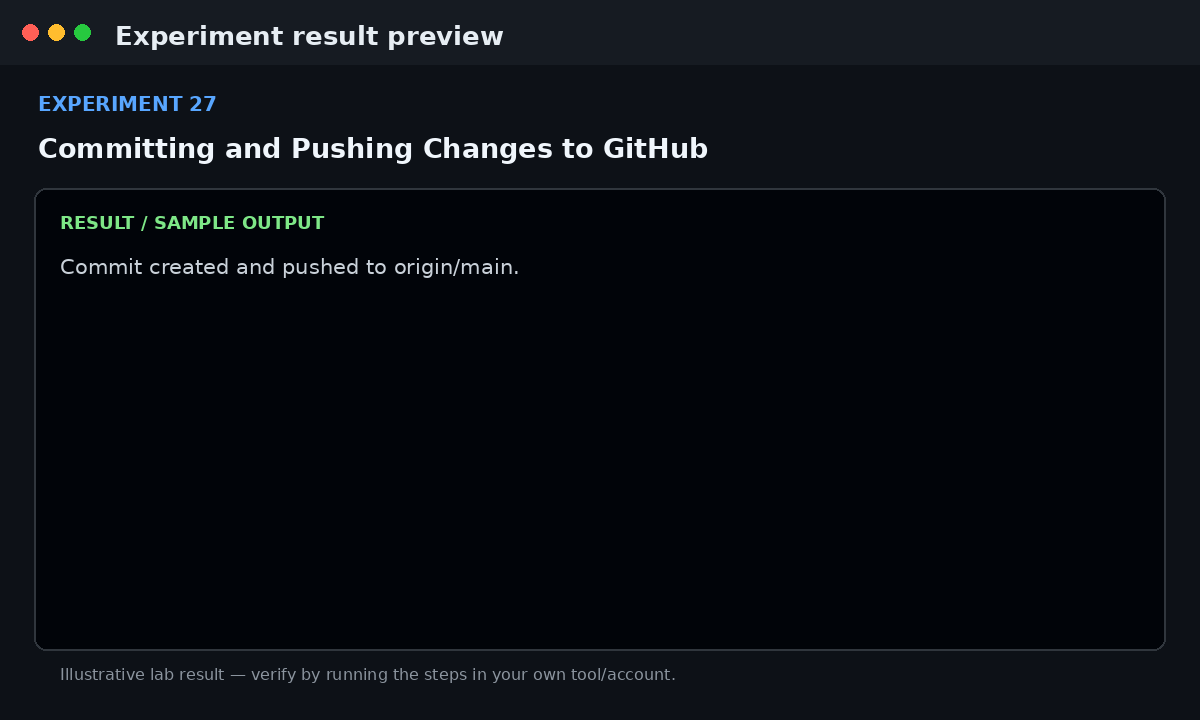 Experiment result preview
EXPERIMENT 27
Committing and Pushing Changes to GitHub
RESULT / SAMPLE OUTPUT
Commit created and pushed to origin/main.
Illustrative lab result — verify by running the steps in your own tool/account.